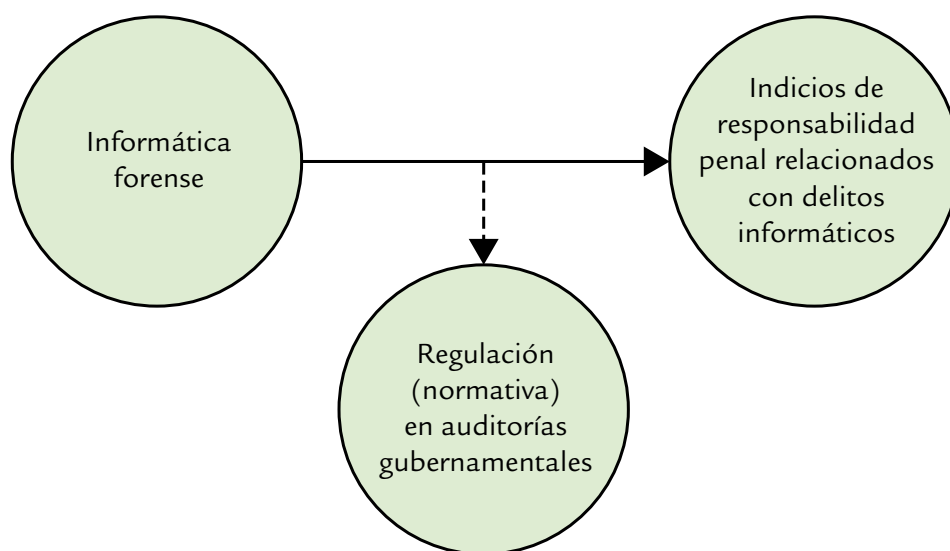 Informática
forense
Indicios de
responsabilidad
penal relacionados
con delitos
informáticos
Regulación
(normativa)
en auditorías
gubernamentales